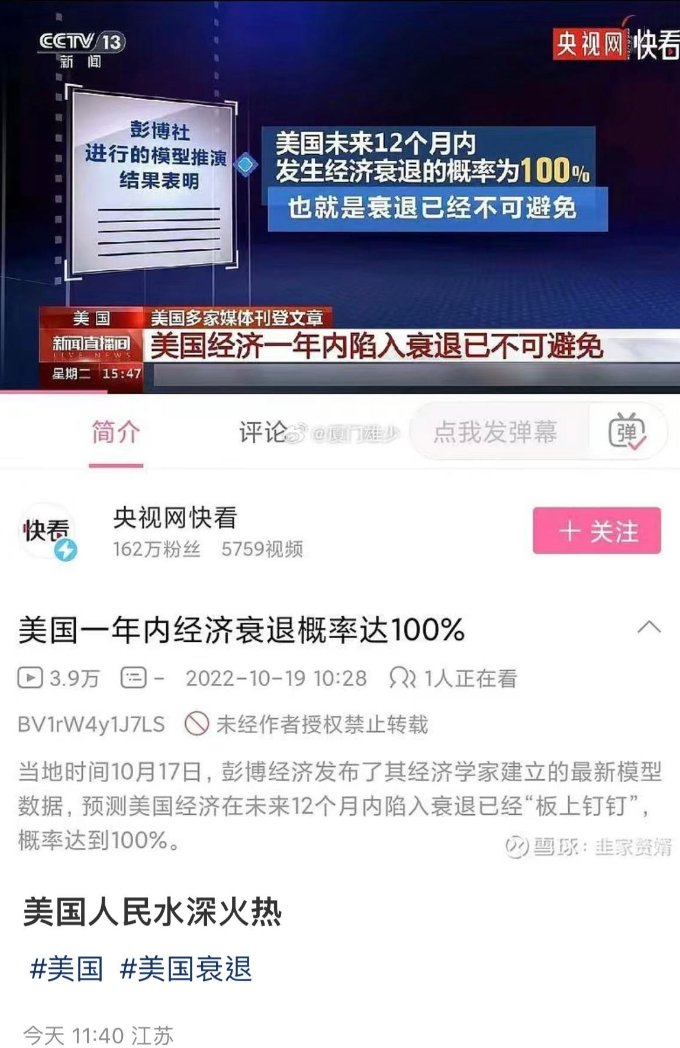 CCTV 13
新闻
央视网 快看
彭博社
进行的模型推演
结果表明
美国未来12个月内
发生经济衰退的概率为100%
也就是衰退已经不可避免
美国
美国多家媒体刊登文章
新闻直播间
LIVE NEWS
美国经济一年内陷入衰退已不可避免
星期二 15:47
简介
评论
@厦门雄少
点我发弹幕
弹
快看
央视网快看
162万粉丝 5759视频
+ 关注
美国一年内经济衰退概率达100%
3.9万 - 2022-10-19 10:28 1人正在看
BV1rW4y1J7LS 未经作者授权禁止转载
当地时间10月17日，彭博经济发布了其经济学家建立的最新模型
数据，预测美国经济在未来12个月内陷入衰退已经“板上钉钉”，
概率达到100%。
雪球：韭家赘婿
美国人民水深火热
#美国 #美国衰退
今天 11:40 江苏